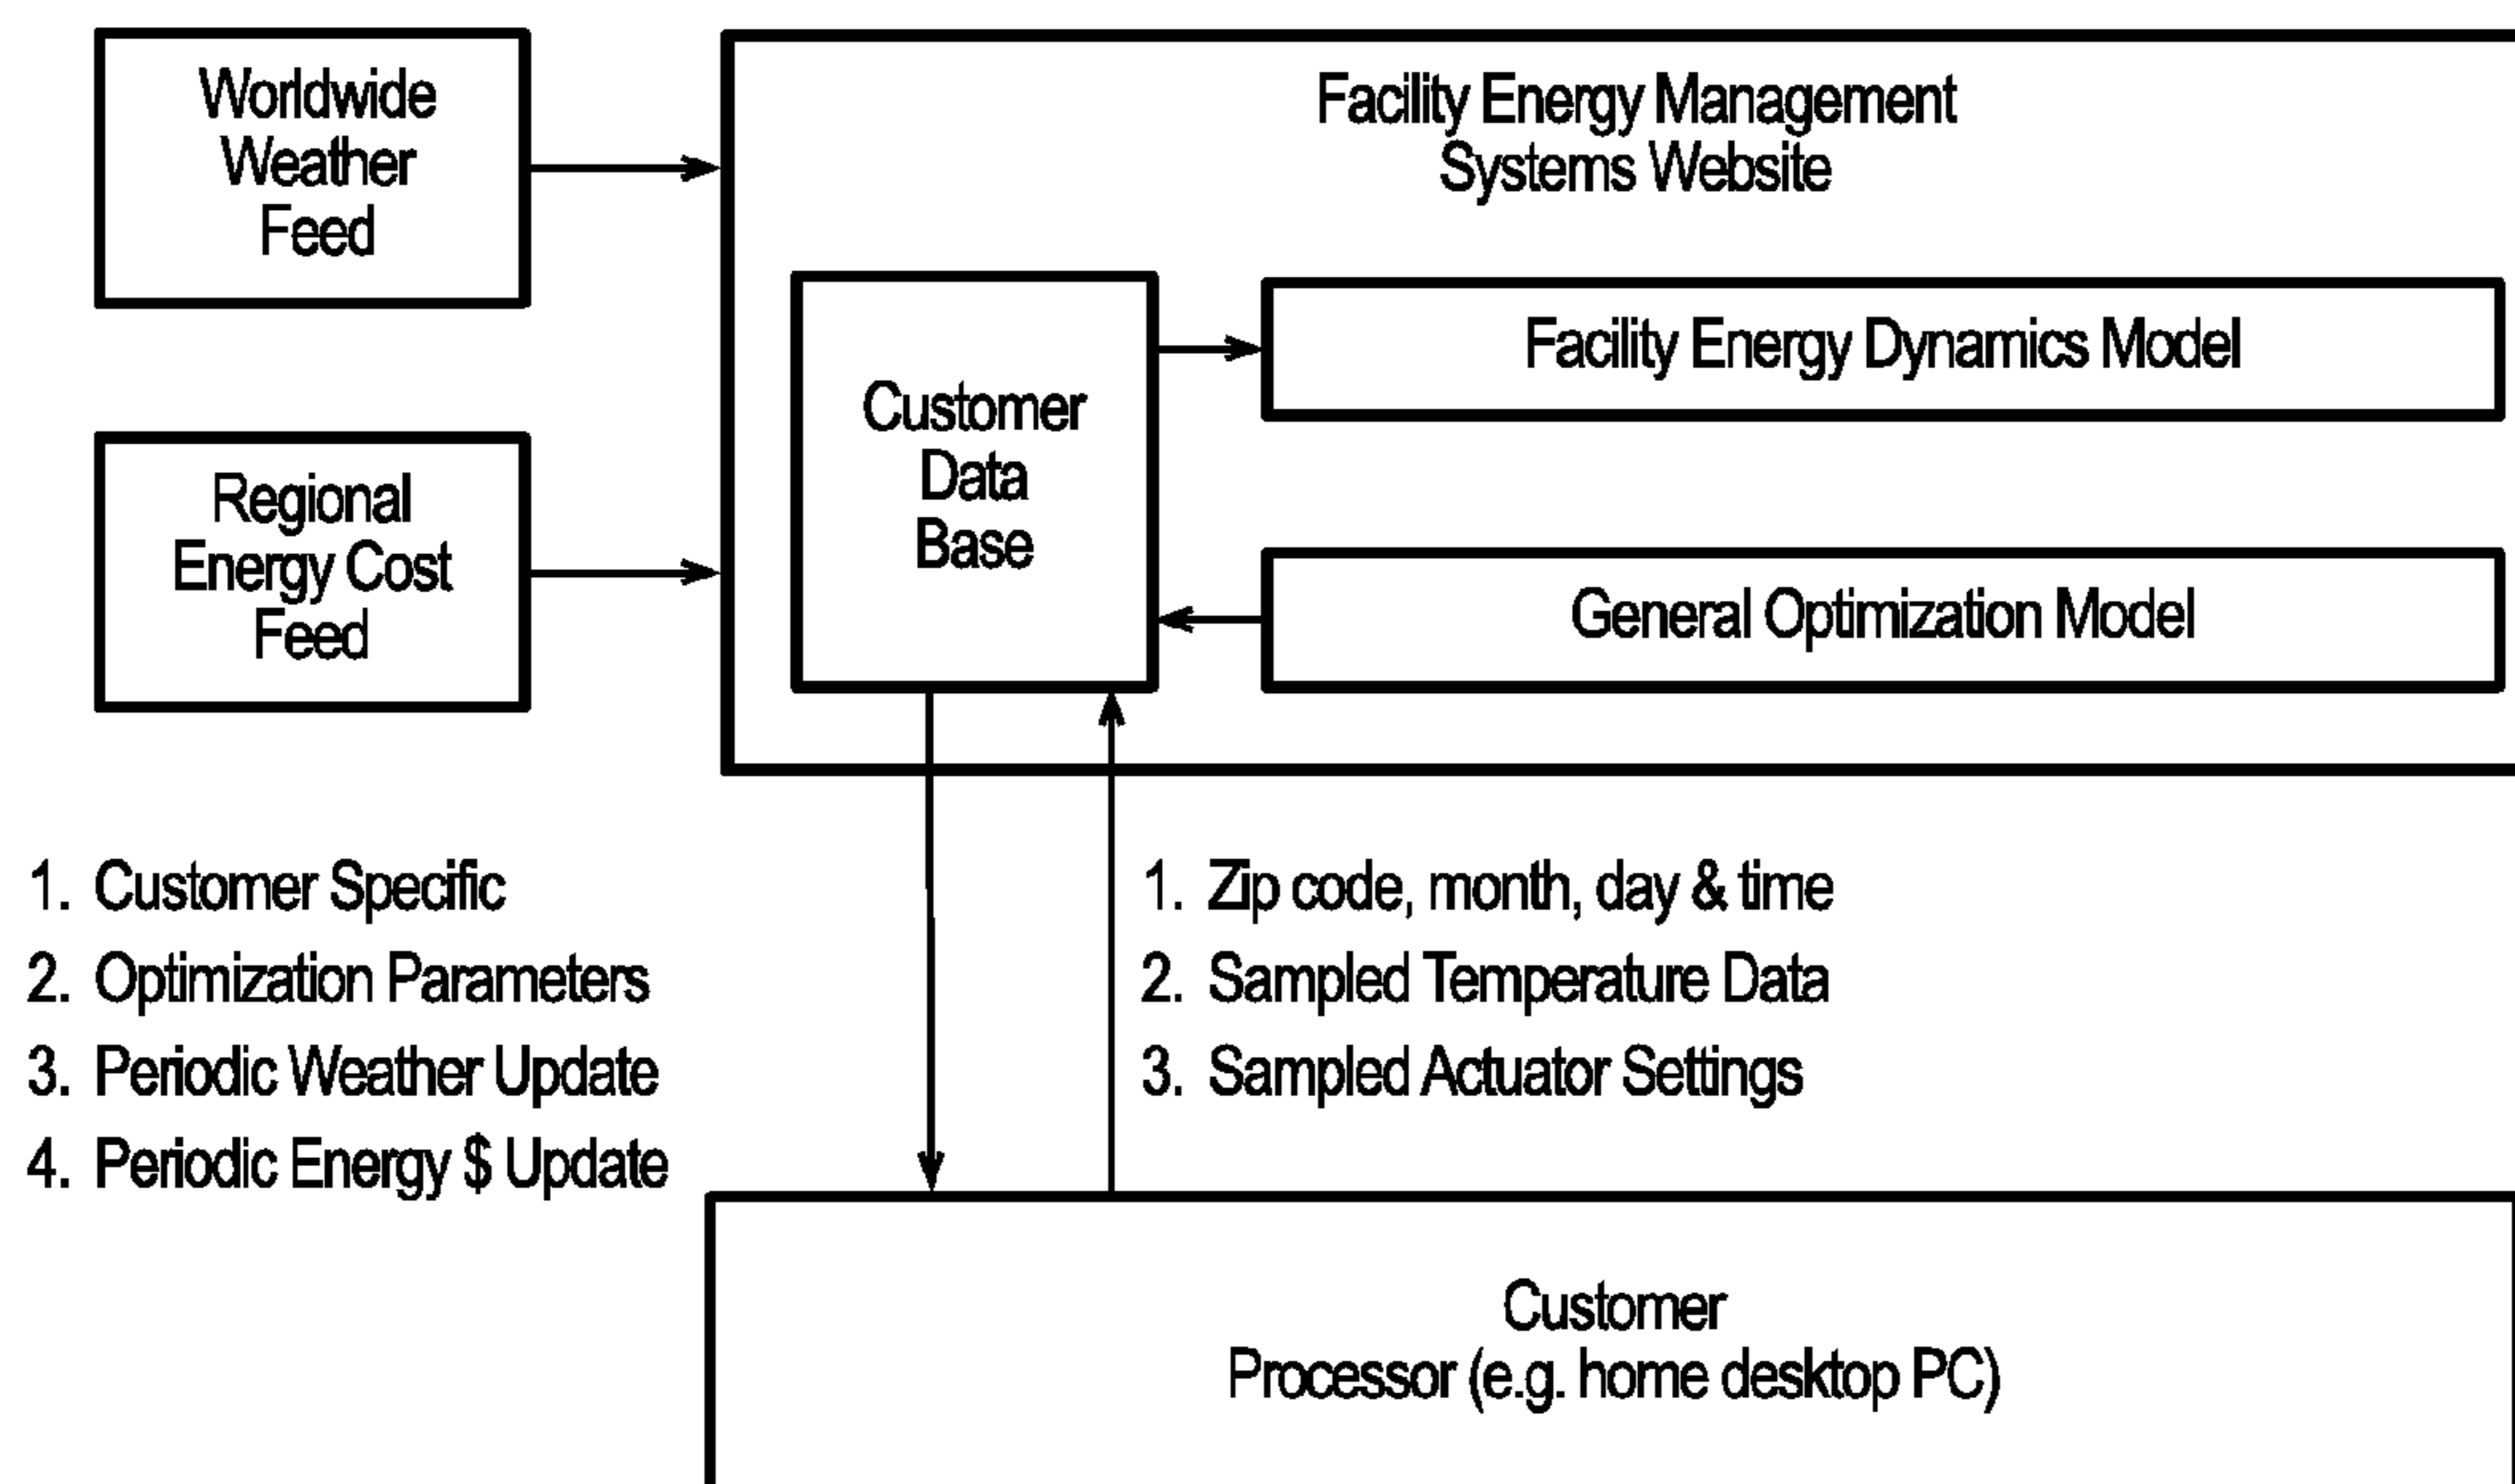 Worldwide
Weather
Feed
Facility Energy Management
Systems Website
Facility Energy Dynamics Model
Customer
Data
Base
Regional
Energy Cost
Feed
General Optimization Model
1. Customer Specific
2. Optimization Parameters
3. Periodic Weather Update
4. Periodic Energy $ Update
1. Zip code, month, day & time
2. Sampled Temperature Data
3. Sampled Actuator Settings
Customer
Processor (e.g. home desktop PC)